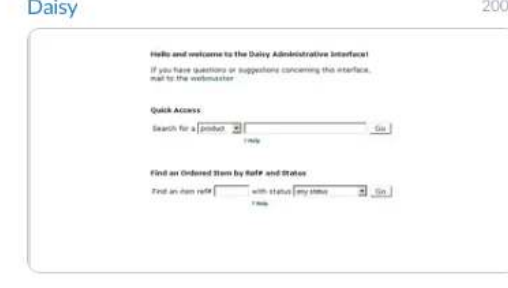 Daisy 200
Hello and welcome to the Daisy Administrative Interface!
If you have questions or suggestions concerning this interface,
mail to the webmaster
Quick Access
Search for a product Go
? Help
Find an Ordered Item by Ref# and Status
Find an item ref# with status any status Go
? Help